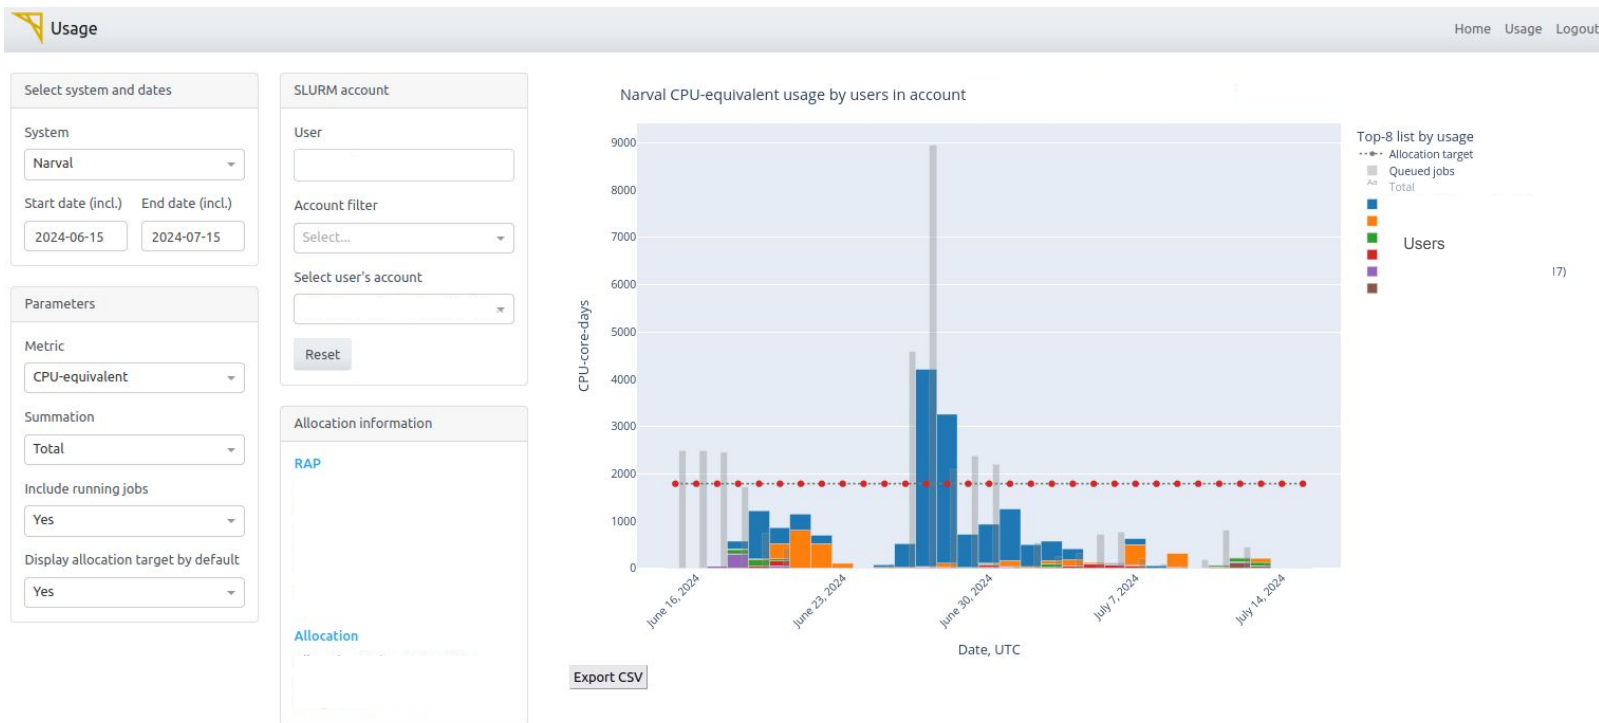 Usage
Home Usage Logout
Select system and dates
System
Narval
Start date (incl.) End date (incl.)
2024-06-15 2024-07-15
Parameters
Metric
CPU-equivalent
Summation
Total
Include running jobs
Yes
Display allocation target by default
Yes
SLURM account
User
Account filter
Select...
Select user's account
Reset
Allocation information
RAP
Allocation
Narval CPU-equivalent usage by users in account
CPU-core-days
9000
8000
7000
6000
5000
4000
3000
2000
1000
0
June 16, 2024
June 23, 2024
June 30, 2024
July 7, 2024
July 14, 2024
Date, UTC
Top-8 list by usage
Allocation target
Queued jobs
Aa Total
Users
17)
Export CSV